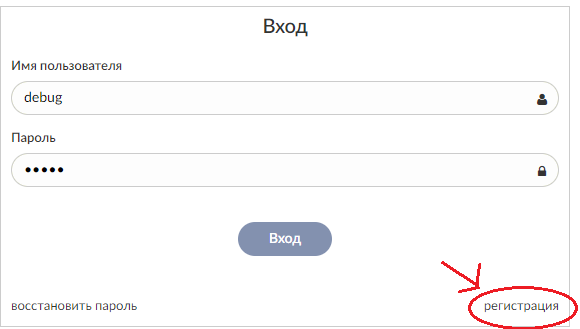 Вход
Имя пользователя
debug
Пароль
•••••
Вход
восстановить пароль
регистрация